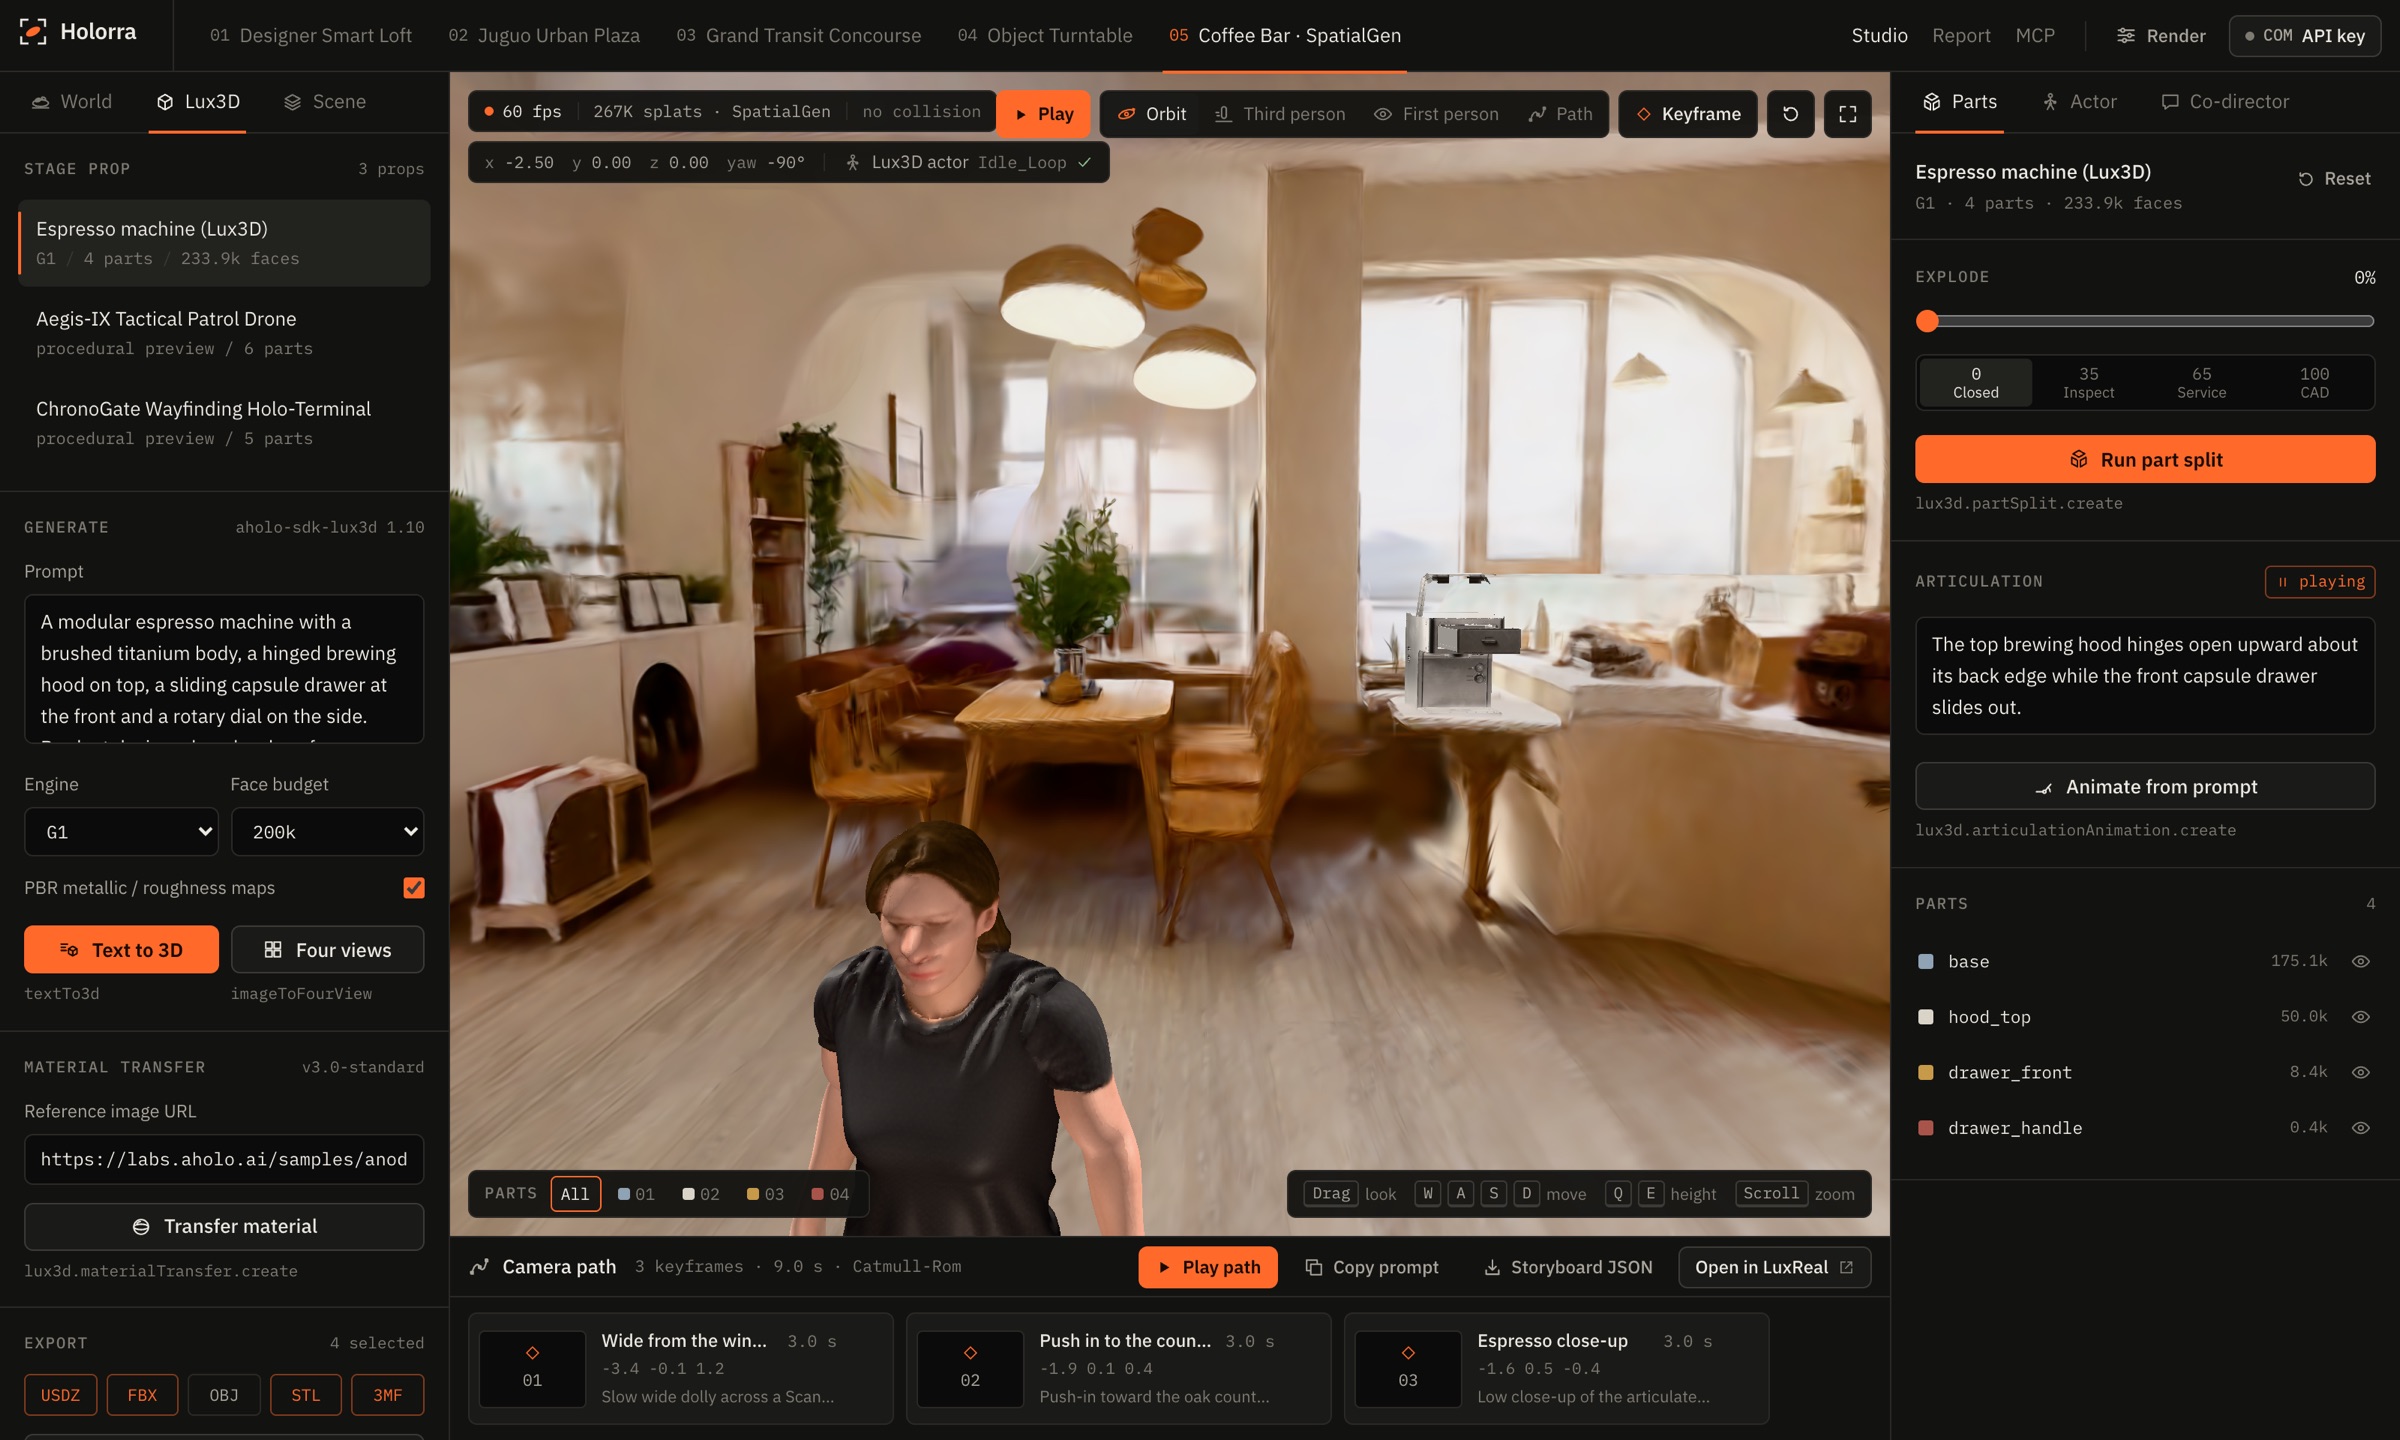 Holorra
01 Designer Smart Loft
02 Juguo Urban Plaza
03 Grand Transit Concourse
04 Object Turntable
05 Coffee Bar · SpatialGen
Studio
Report
MCP
Render
COM API key
World
Lux3D
Scene
STAGE PROP
3 props
Espresso machine (Lux3D)
G1 / 4 parts / 233.9k faces
Aegis-IX Tactical Patrol Drone
procedural preview / 6 parts
ChronoGate Wayfinding Holo-Terminal
procedural preview / 5 parts
GENERATE
aholo-sdk-lux3d 1.10
Prompt
A modular espresso machine with a
brushed titanium body, a hinged brewing
hood on top, a sliding capsule drawer at
the front and a rotary dial on the side.
Engine
Face budget
G1
200k
PBR metallic / roughness maps
Text to 3D
Four views
textTo3d
imageToFourView
MATERIAL TRANSFER
v3.0-standard
Reference image URL
https://labs.aholo.ai/samples/anod
Transfer material
lux3d.materialTransfer.create
EXPORT
4 selected
USDZ
FBX
OBJ
STL
3MF
60 fps
267K splats · SpatialGen
no collision
Play
Orbit
Third person
First person
Path
Keyframe
x -2.50 y 0.00 z 0.00 yaw -90°
Lux3D actor Idle_Loop
PARTS
All
01
02
03
04
Drag look
W A S D move
Q E height
Scroll zoom
Camera path
3 keyframes · 9.0 s · Catmull-Rom
Play path
Copy prompt
Storyboard JSON
Open in LuxReal
01
Wide from the win... 3.0 s
-3.4 -0.1 1.2
Slow wide dolly across a Scan...
02
Push in to the coun... 3.0 s
-1.9 0.1 0.4
Push-in toward the oak count...
03
Espresso close-up 3.0 s
-1.6 0.5 -0.4
Low close-up of the articulate...
Parts
Actor
Co-director
Espresso machine (Lux3D)
G1 · 4 parts · 233.9k faces
Reset
EXPLODE
0%
0
Closed
35
Inspect
65
Service
100
CAD
Run part split
lux3d.partSplit.create
ARTICULATION
playing
The top brewing hood hinges open upward about
its back edge while the front capsule drawer
slides out.
Animate from prompt
lux3d.articulationAnimation.create
PARTS
4
base
175.1k
hood_top
50.0k
drawer_front
8.4k
drawer_handle
0.4k